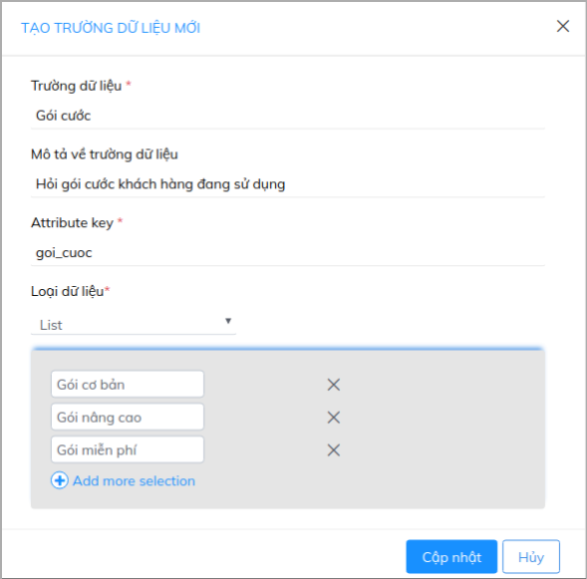 TẠO TRƯỜNG DỮ LIỆU MỚI
Trường dữ liệu *
Gói cước
Mô tả về trường dữ liệu
Hỏi gói cước khách hàng đang sử dụng
Attribute key *
goi_cuoc
Loại dữ liệu*
List
Gói cơ bản
Gói nâng cao
Gói miễn phí
Add more selection
Cập nhật Hủy